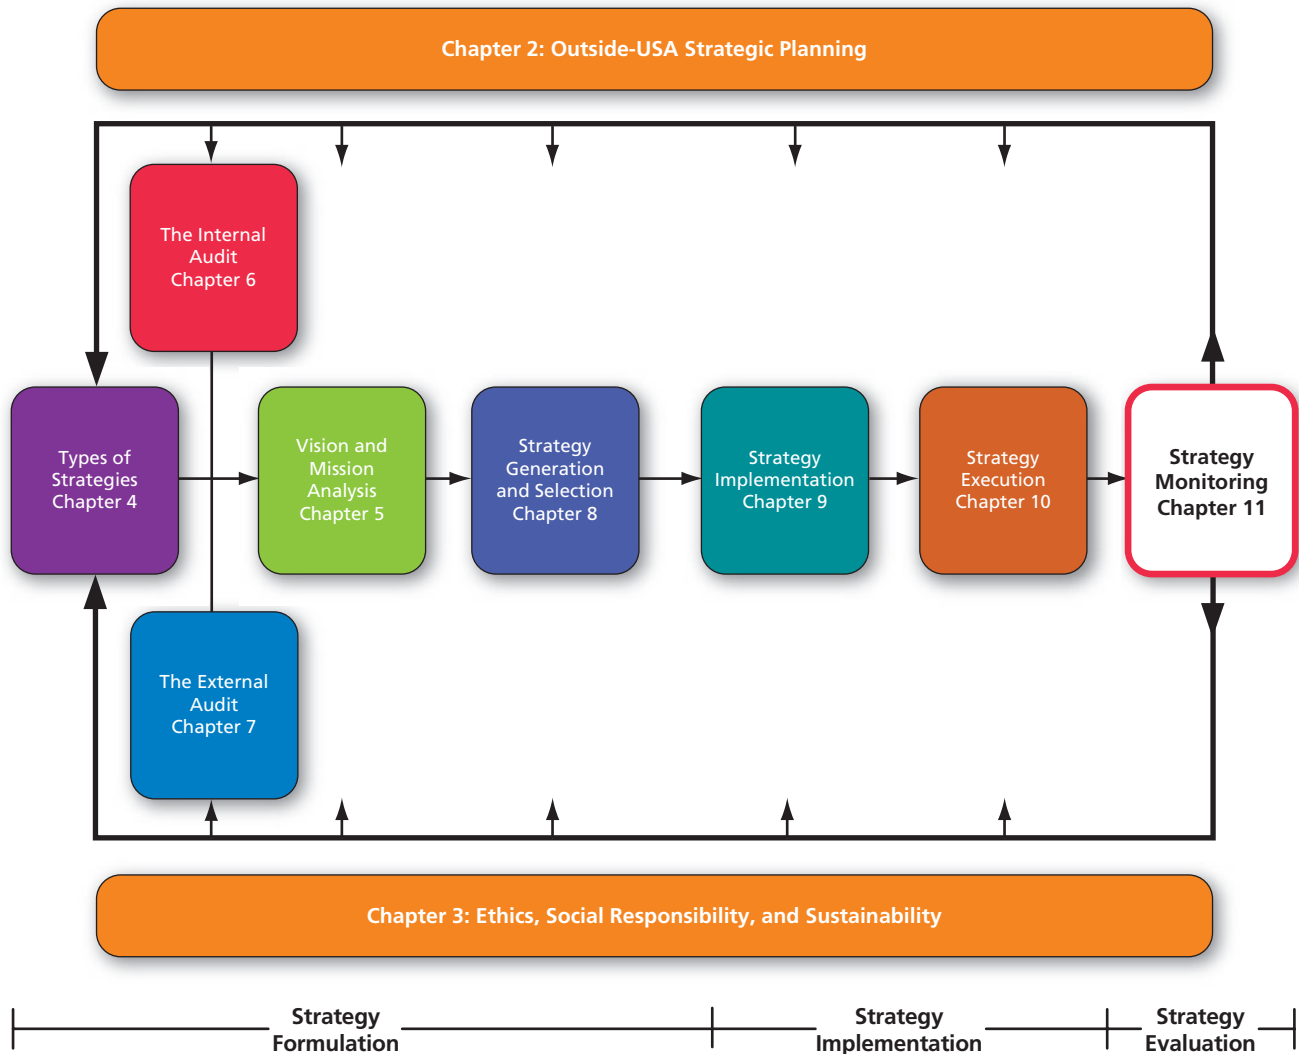 Chapter 2: Outside-USA Strategic Planning
The Internal
Audit
Chapter 6
Types of
Strategies
Chapter 4
Vision and
Mission
Analysis
Chapter 5
Strategy
Generation
and Selection
Chapter 8
Strategy
Implementation
Chapter 9
Strategy
Execution
Chapter 10
Strategy
Monitoring
Chapter 11
The External
Audit
Chapter 7
Chapter 3: Ethics, Social Responsibility, and Sustainability
Strategy
Formulation
Strategy
Implementation
Strategy
Evaluation